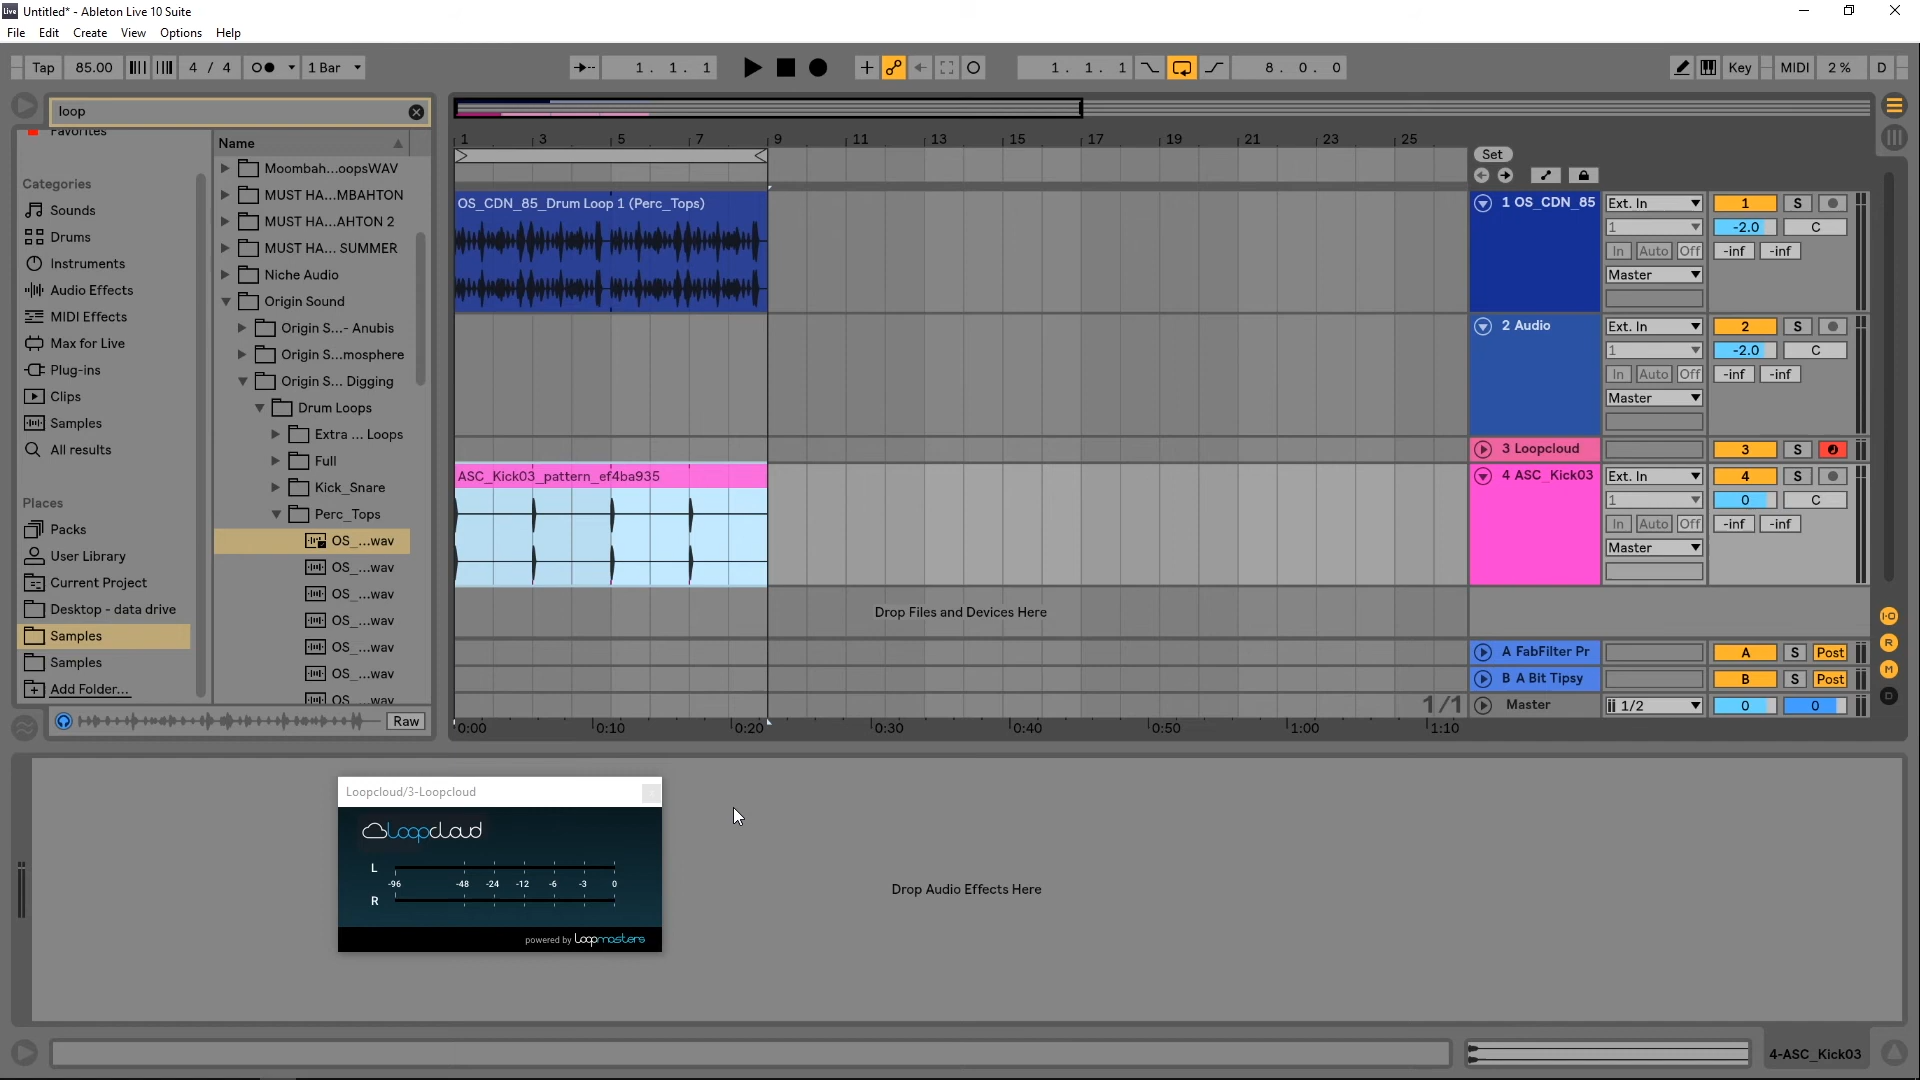 Untitled* - Ableton Live 10 Suite
File Edit Create View Options Help
Tap 85.00 4 / 4 1 Bar 1. 1. 1 1. 1. 1 8. 0. 0 Key MIDI 2 % D
loop
Favorites
Categories
Sounds
Drums
Instruments
Audio Effects
MIDI Effects
Max for Live
Plug-ins
Clips
Samples
All results
Places
Packs
User Library
Current Project
Desktop - data drive
Samples
Samples
Add Folder...
Name
Moombah...oopsWAV
MUST HA...MBAHTON
MUST HA...AHTON 2
MUST HA... SUMMER
Niche Audio
Origin Sound
Origin S...- Anubis
Origin S...mosphere
Origin S... Digging
Drum Loops
Extra ... Loops
Full
Kick_Snare
Perc_Tops
OS_...wav
OS_...wav
OS_...wav
OS_...wav
OS_...wav
OS_...wav
OS_...wav
Raw
1 3 5 7 9 11 13 15 17 19 21 23 25
Set
OS_CDN_85_Drum Loop 1 (Perc_Tops)
ASC_Kick03_pattern_ef4ba935
Drop Files and Devices Here
1/1
0:00 0:10 0:20 0:30 0:40 0:50 1:00 1:10
1 OS_CDN_85 Ext. In 1 S
1 -2.0 C
In Auto Off -inf -inf
Master
2 Audio Ext. In 2 S
1 -2.0 C
In Auto Off -inf -inf
Master
3 Loopcloud 3 S
4 ASC_Kick03 Ext. In 4 S
1 0 C
In Auto Off -inf -inf
Master
A FabFilter Pr A S Post
B A Bit Tipsy B S Post
Master 1/2 0 0
I·O
R
M
D
Loopcloud/3-Loopcloud
Loopcloud
L
-96 -48 -24 -12 -6 -3 0
R
powered by Loopmasters
Drop Audio Effects Here
4-ASC_Kick03